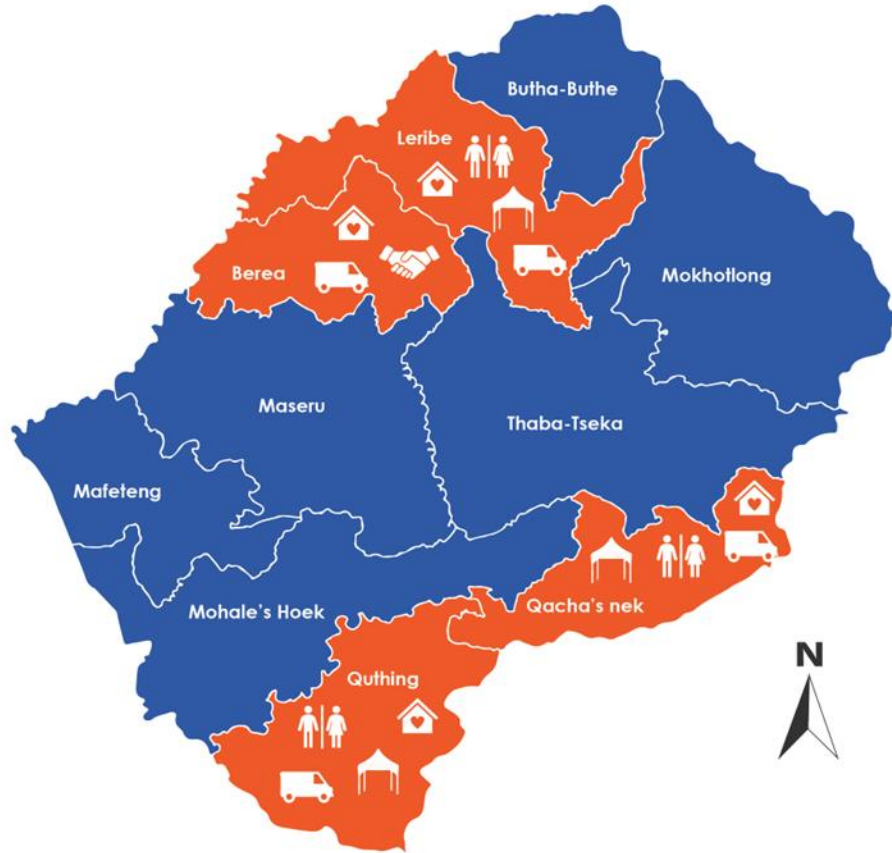 Butha-Buthe
Leribe
Berea
Mokhotlong
Maseru
Thaba-Tseka
Mafeteng
Mohale's Hoek
Qacha's nek
Quthing
N